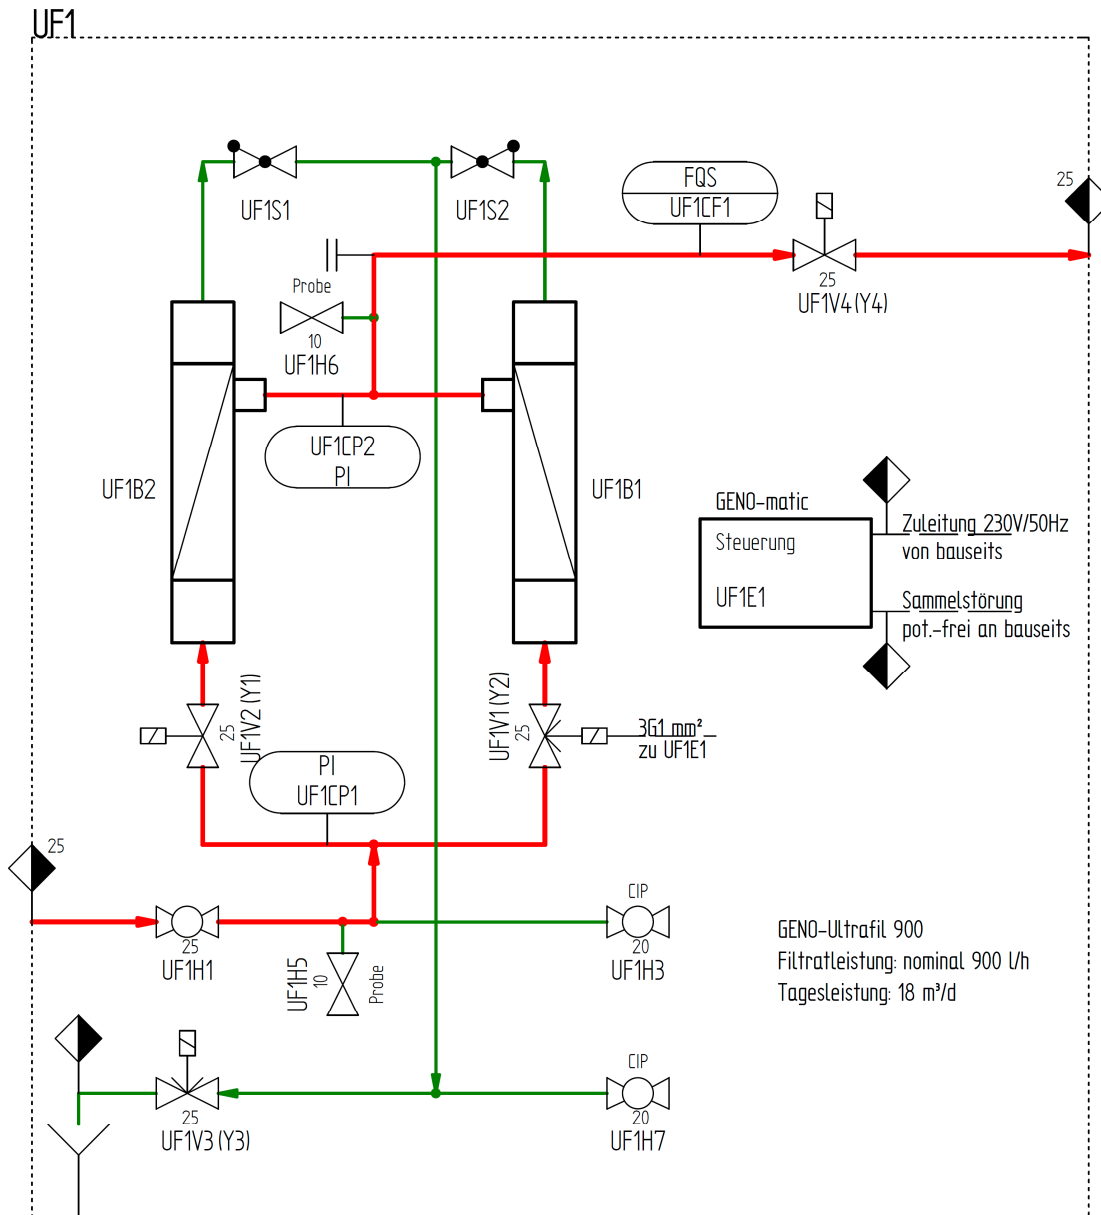 UF1
UF1S1
UF1S2
FQS
UF1CF1
25
25
UF1V4(Y4)
Probe
10
UF1H6
UF1CP2
PI
UF1B2
UF1B1
GENO-matic
Steuerung
UF1E1
Zuleitung 230V/50Hz
von bauseits
Sammelstörung
pot.-frei an bauseits
25
UF1V2(Y1)
UF1V1(Y2)
25
3G1 mm²
zu UF1E1
PI
UF1CP1
25
25
UF1H1
UF1H5
10
Probe
CIP
20
UF1H3
GENO-Ultrafil 900
Filtratleistung: nominal 900 l/h
Tagesleistung: 18 m³/d
25
UF1V3(Y3)
CIP
20
UF1H7